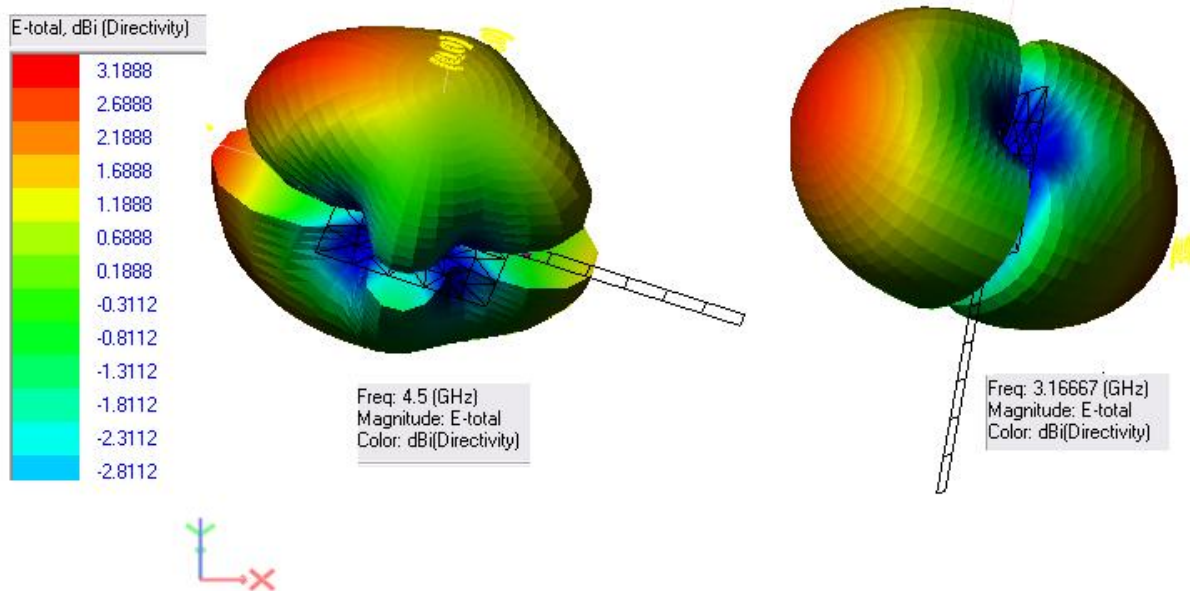 E-total, dBi (Directivity)
3.1888
2.6888
2.1888
1.6888
1.1888
0.6888
0.1888
-0.3112
-0.8112
-1.3112
-1.8112
-2.3112
-2.8112
Freq: 4.5 (GHz)
Magnitude: E-total
Color: dBi(Directivity)
Freq: 3.16667 (GHz)
Magnitude: E-total
Color: dBi(Directivity)
Y
X